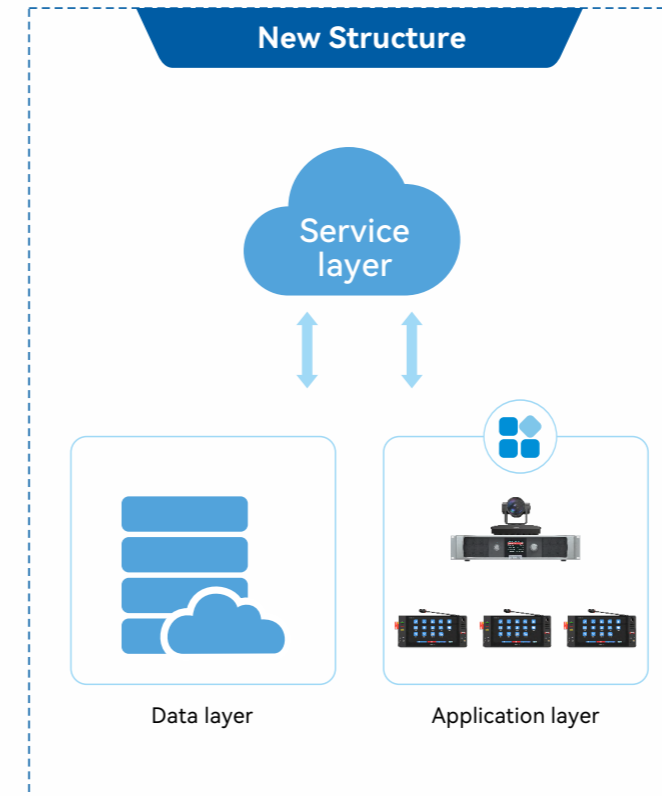 New Structure
Service
layer
Data layer
Application layer